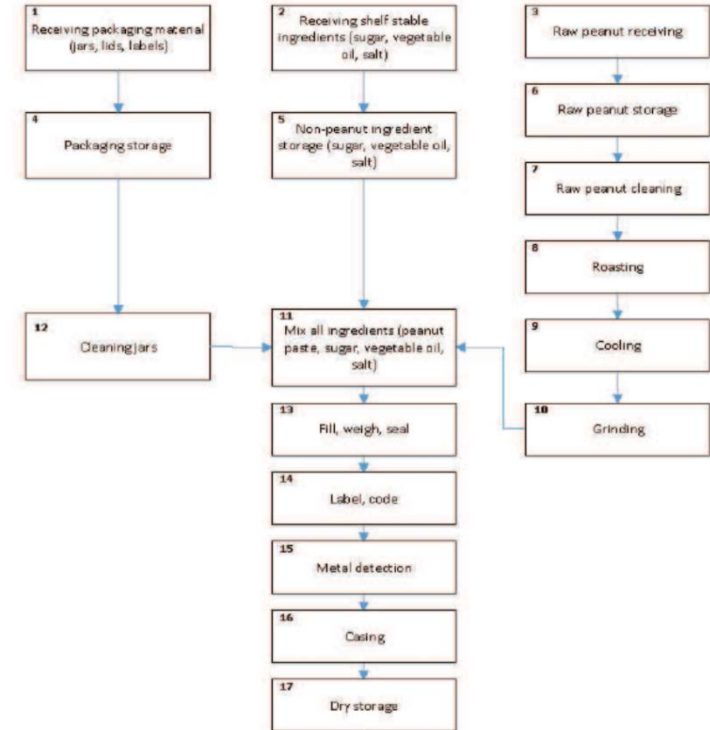 1
Receiving packaging material
(jars, lids, labels)
2
Receiving shelf stable
ingredients (sugar, vegetable
oil, salt)
3
Raw peanut receiving
4
Packaging storage
5
Non-peanut ingredient
storage (sugar, vegetable oil,
salt)
6
Raw peanut storage
7
Raw peanut cleaning
8
Roasting
12
Cleaning jars
11
Mix all ingredients (peanut
paste, sugar, vegetable oil,
salt)
9
Cooling
10
Grinding
13
Fill, weigh, seal
14
Label, code
15
Metal detection
16
Casing
17
Dry storage